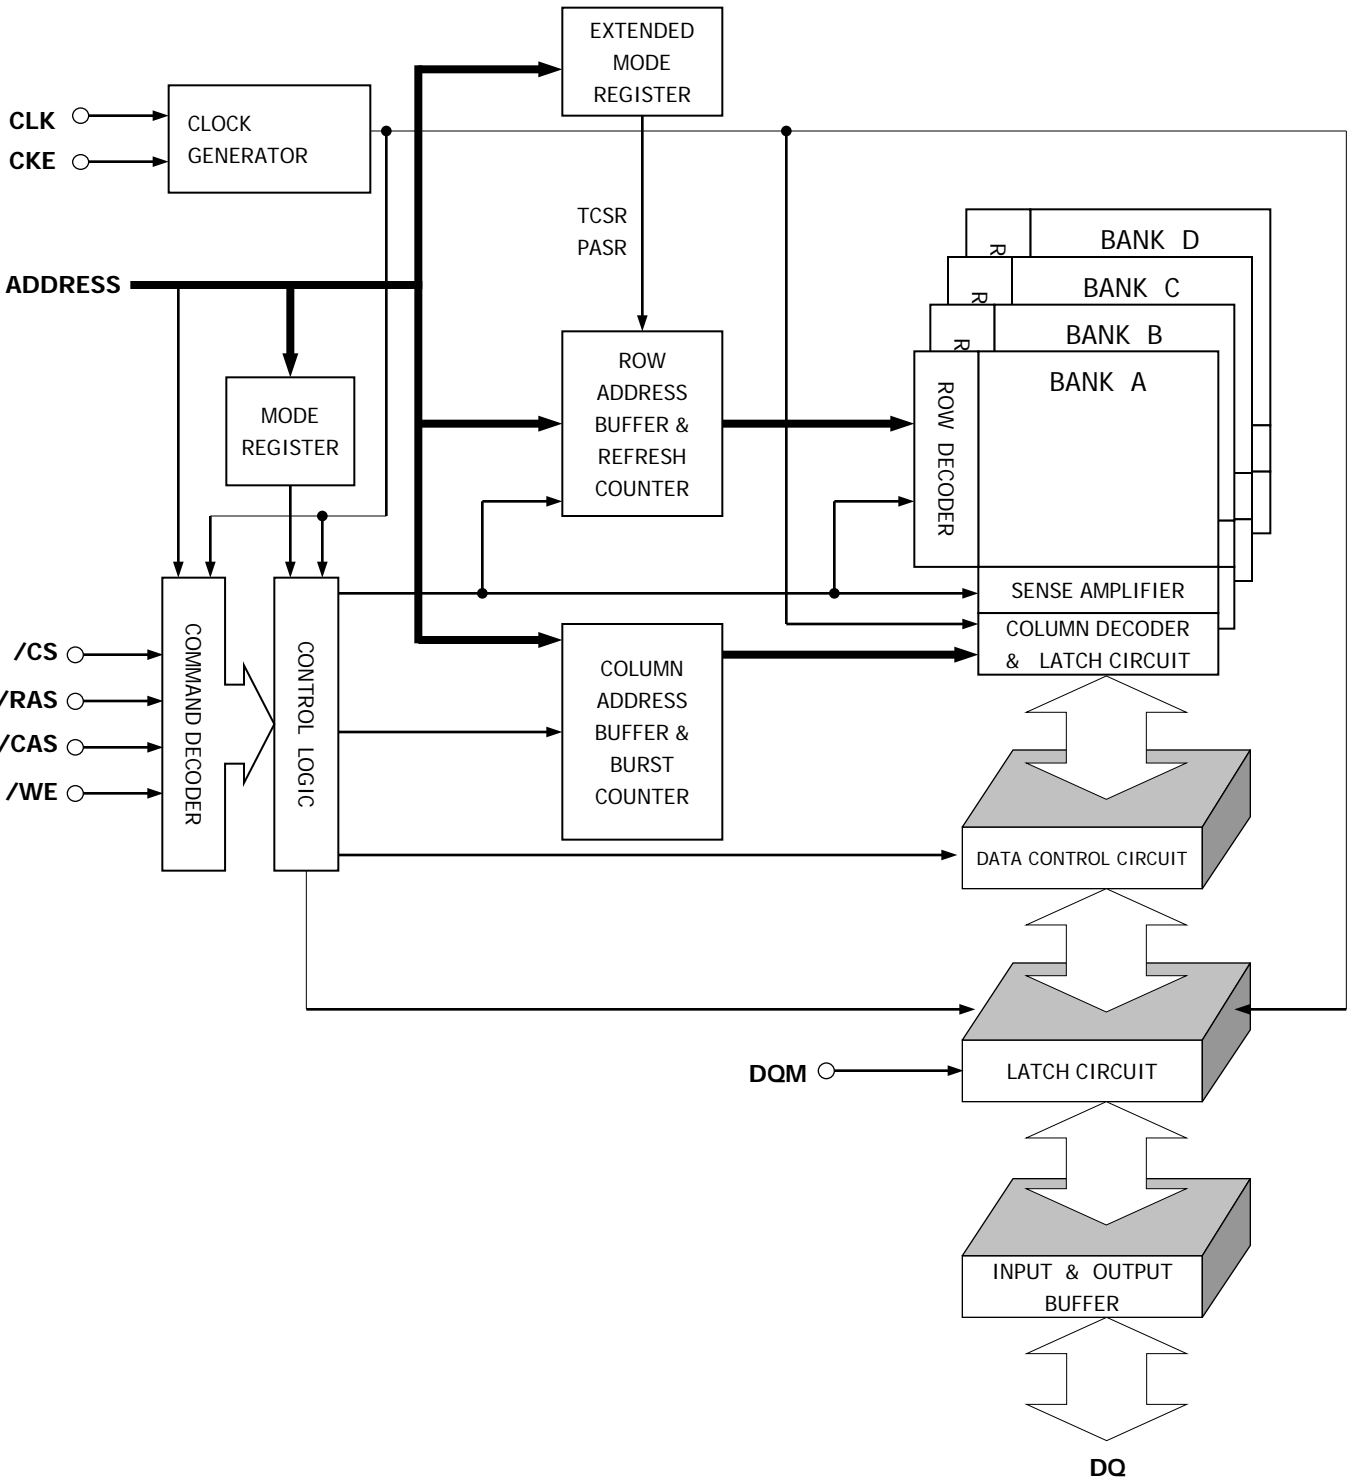 EXTENDED
MODE
REGISTER
CLK
CKE
CLOCK
GENERATOR
TCSR
PASR
ADDRESS
R
BANK D
R
BANK C
R
BANK B
BANK A
ROW DECODER
MODE
REGISTER
ROW
ADDRESS
BUFFER &
REFRESH
COUNTER
SENSE AMPLIFIER
COLUMN DECODER
& LATCH CIRCUIT
/CS
/RAS
/CAS
/WE
COMMAND DECODER
CONTROL LOGIC
COLUMN
ADDRESS
BUFFER &
BURST
COUNTER
DATA CONTROL CIRCUIT
DQM
LATCH CIRCUIT
INPUT & OUTPUT
BUFFER
DQ